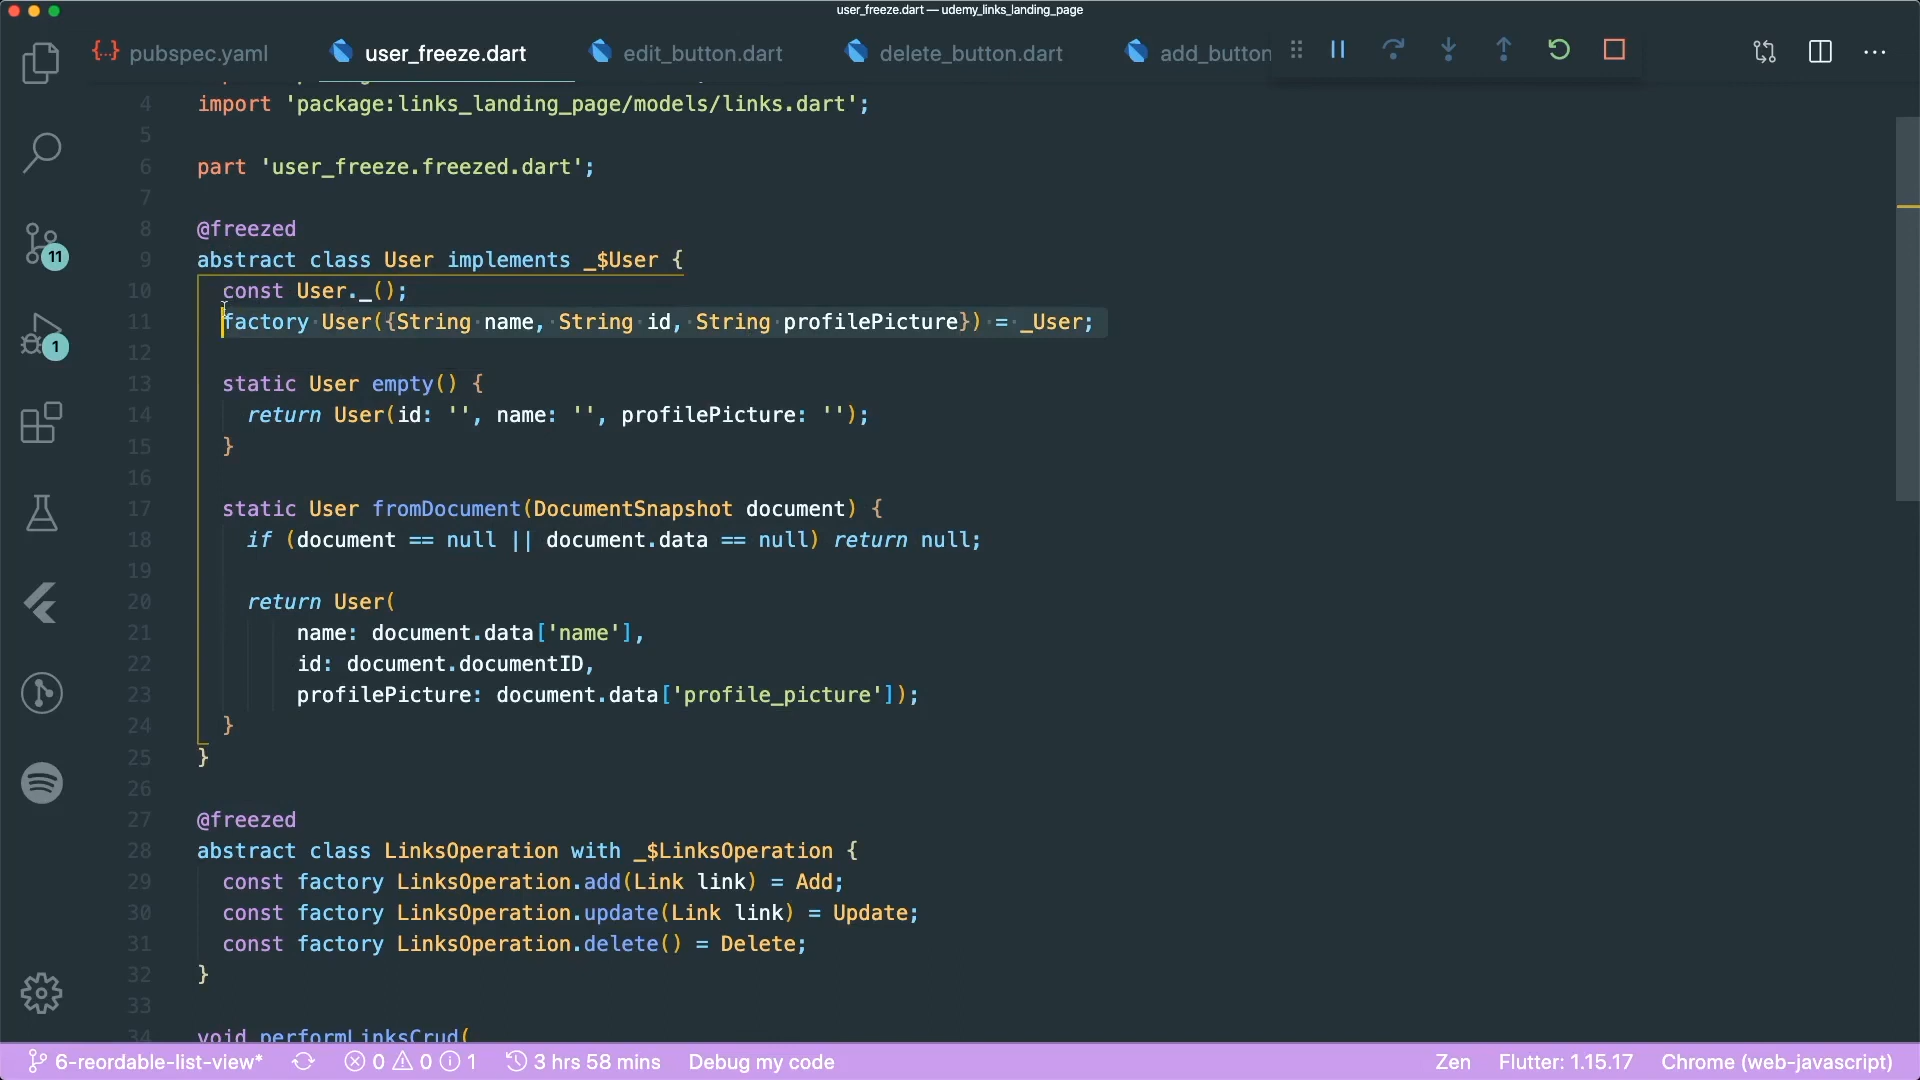 user_freeze.dart — udemy_links_landing_page
{..} pubspec.yaml
user_freeze.dart
edit_button.dart
delete_button.dart
add_button
4 import 'package:links_landing_page/models/links.dart';
5
6 part 'user_freeze.freezed.dart';
7
8 @freezed
9 abstract class User implements _$User {
10 const User._();
11 factory User({String name, String id, String profilePicture}) = _User;
12
13 static User empty() {
14 return User(id: '', name: '', profilePicture: '');
15 }
16
17 static User fromDocument(DocumentSnapshot document) {
18 if (document == null || document.data == null) return null;
19
20 return User(
21 name: document.data['name'],
22 id: document.documentID,
23 profilePicture: document.data['profile_picture']);
24 }
25 }
26
27 @freezed
28 abstract class LinksOperation with _$LinksOperation {
29 const factory LinksOperation.add(Link link) = Add;
30 const factory LinksOperation.update(Link link) = Update;
31 const factory LinksOperation.delete() = Delete;
32 }
33
34 void performLinksCrud(
11
1
6-reordable-list-view* 0 0 1 3 hrs 58 mins Debug my code Zen Flutter: 1.15.17 Chrome (web-javascript)